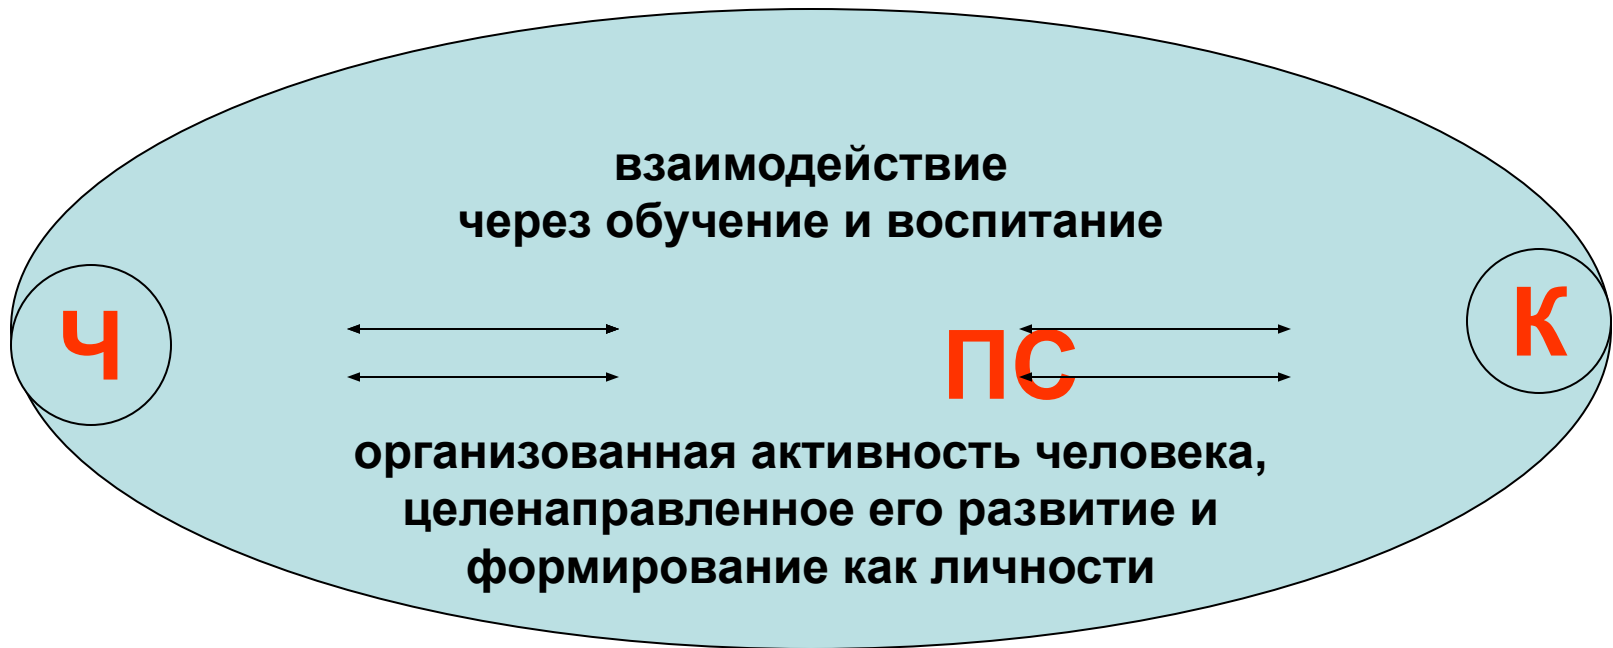 взаимодействие
через обучение и воспитание
Ч
ПС
К
организованная активность человека,
целенаправленное его развитие и
формирование как личности